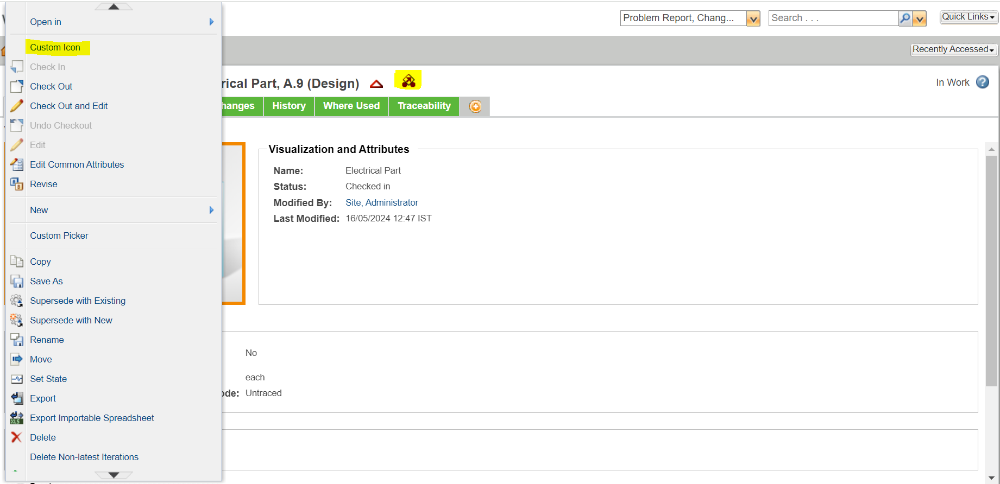 Problem Report, Chang...
Search . . .
Quick Links
Recently Accessed
Open in
Custom Icon
Check In
Check Out
Check Out and Edit
Undo Checkout
Edit
Edit Common Attributes
Revise
New
Custom Picker
Copy
Save As
Supersede with Existing
Supersede with New
Rename
Move
Set State
Export
XLS
Export Importable Spreadsheet
Delete
Delete Non-latest Iterations
rical Part, A.9 (Design)
In Work
hanges
History
Where Used
Traceability
Visualization and Attributes
Name: Electrical Part
Status: Checked in
Modified By: Site, Administrator
Last Modified: 16/05/2024 12:47 IST
No
each
ode: Untraced